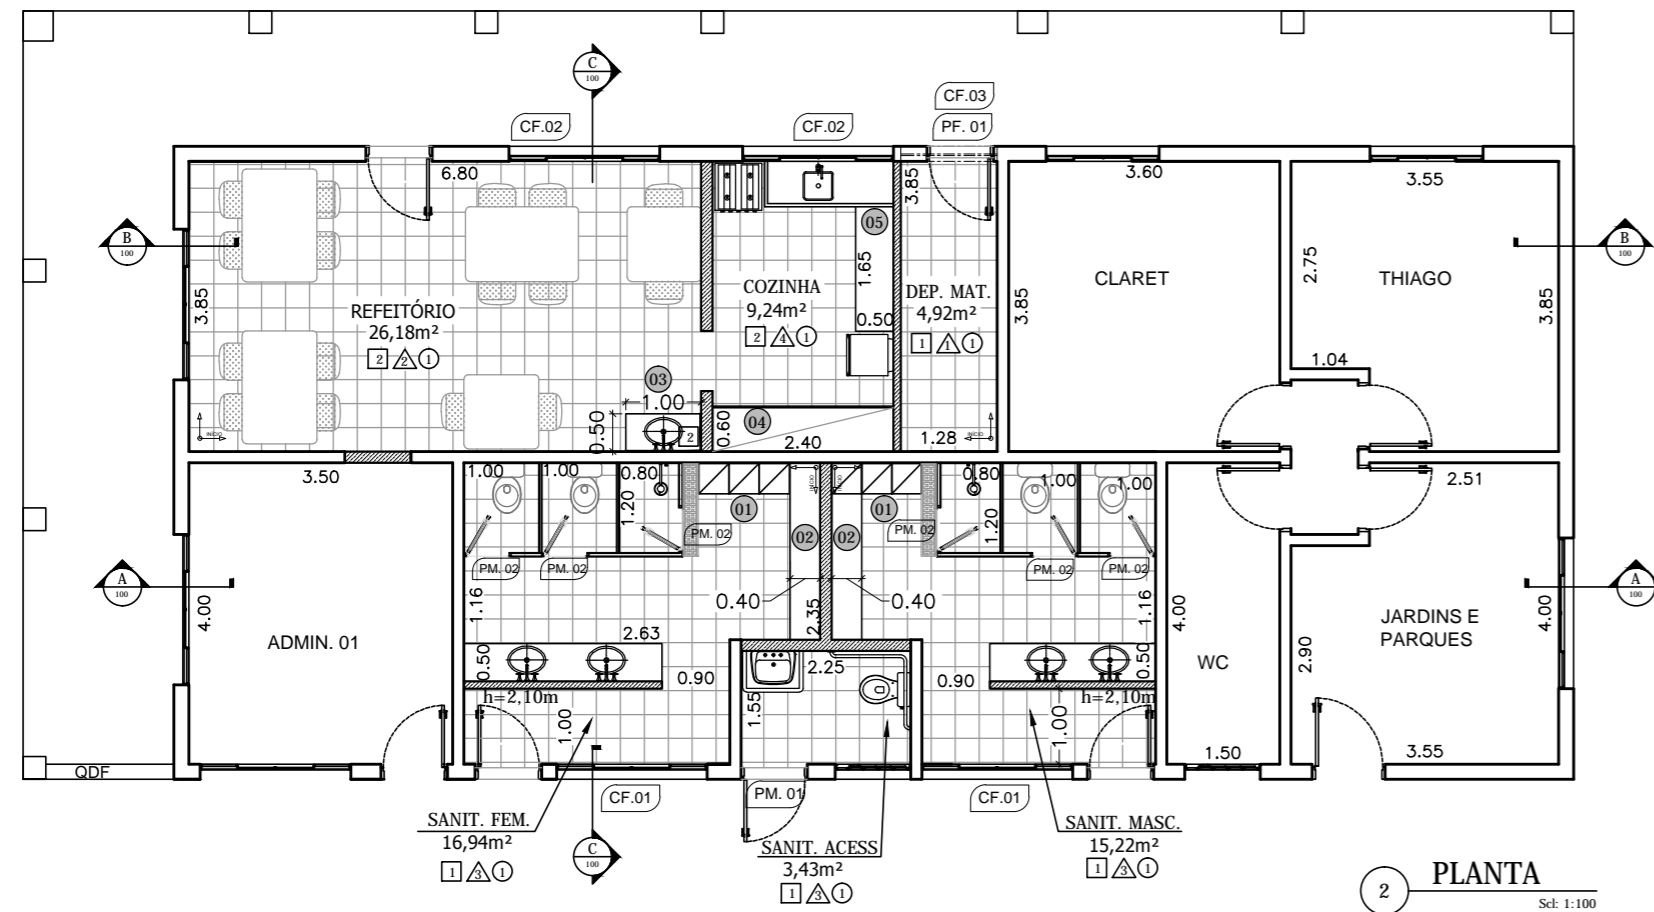 C
100
CF.03
CF.02
CF.02
PF. 01
6.80
3.85
3.60
3.55
B
100
05
1.65
2.75
B
100
CLARET
THIAGO
COZINHA
9,24m²
2 4 1
DEP. MAT.
4,92m²
1 1 1
3.85
REFEITÓRIO
26,18m²
2 2 1
0.50
3.85
3.85
1.04
03
1.00
0.50
2
0.60
04
2.40
1.28
INÍCIO
INÍCIO
3.50
1.00
1.00
0.80
1.20
INÍCIO
INÍCIO
0.80
1.20
1.00
1.00
2.51
01
02
02
01
PM. 02
PM. 02
PM. 02
PM. 02
PM. 02
PM. 02
A
100
A
100
4.00
1.16
0.40
2.35
0.40
1.16
4.00
4.00
ADMIN. 01
2.63
JARDINS E
PARQUES
2.90
WC
0.50
0.90
2.25
0.90
0.50
h=2,10m
h=2,10m
1.00
1.55
1.00
1.50
3.55
QDF
CF.01
PM. 01
CF.01
SANIT. FEM.
16,94m²
1 3 1
C
100
SANIT. ACESS
3,43m²
1 3 1
SANIT. MASC.
15,22m²
1 3 1
2
PLANTA
Scl: 1:100